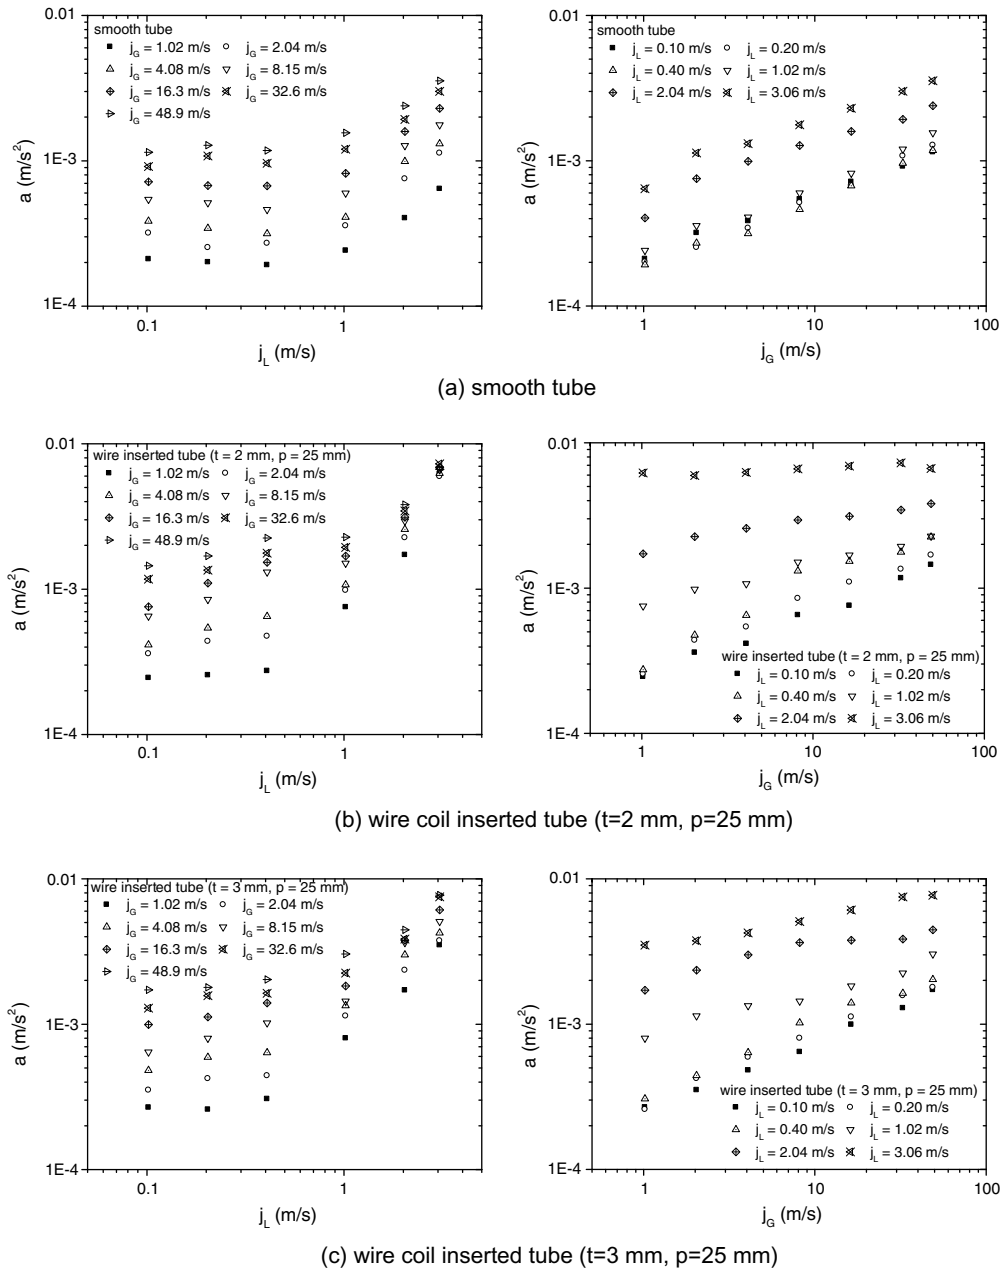 0.01
smooth tube
j_G = 1.02 m/s j_G = 2.04 m/s
j_G = 4.08 m/s j_G = 8.15 m/s
j_G = 16.3 m/s j_G = 32.6 m/s
j_G = 48.9 m/s
1E-3
1E-4
a (m/s²)
0.1 1
j_L (m/s)
0.01
smooth tube
j_L = 0.10 m/s j_L = 0.20 m/s
j_L = 0.40 m/s j_L = 1.02 m/s
j_L = 2.04 m/s j_L = 3.06 m/s
1E-3
1E-4
a (m/s²)
1 10 100
j_G (m/s)
(a) smooth tube
0.01
wire inserted tube (t = 2 mm, p = 25 mm)
j_G = 1.02 m/s j_G = 2.04 m/s
j_G = 4.08 m/s j_G = 8.15 m/s
j_G = 16.3 m/s j_G = 32.6 m/s
j_G = 48.9 m/s
1E-3
1E-4
a (m/s²)
0.1 1
j_L (m/s)
0.01
1E-3
wire inserted tube (t = 2 mm, p = 25 mm)
j_L = 0.10 m/s j_L = 0.20 m/s
j_L = 0.40 m/s j_L = 1.02 m/s
j_L = 2.04 m/s j_L = 3.06 m/s
1E-4
a (m/s²)
1 10 100
j_G (m/s)
(b) wire coil inserted tube (t=2 mm, p=25 mm)
0.01
wire inserted tube (t = 3 mm, p = 25 mm)
j_G = 1.02 m/s j_G = 2.04 m/s
j_G = 4.08 m/s j_G = 8.15 m/s
j_G = 16.3 m/s j_G = 32.6 m/s
j_G = 48.9 m/s
1E-3
1E-4
a (m/s²)
0.1 1
j_L (m/s)
0.01
1E-3
wire inserted tube (t = 3 mm, p = 25 mm)
j_L = 0.10 m/s j_L = 0.20 m/s
j_L = 0.40 m/s j_L = 1.02 m/s
j_L = 2.04 m/s j_L = 3.06 m/s
1E-4
a (m/s²)
1 10 100
j_G (m/s)
(c) wire coil inserted tube (t=3 mm, p=25 mm)